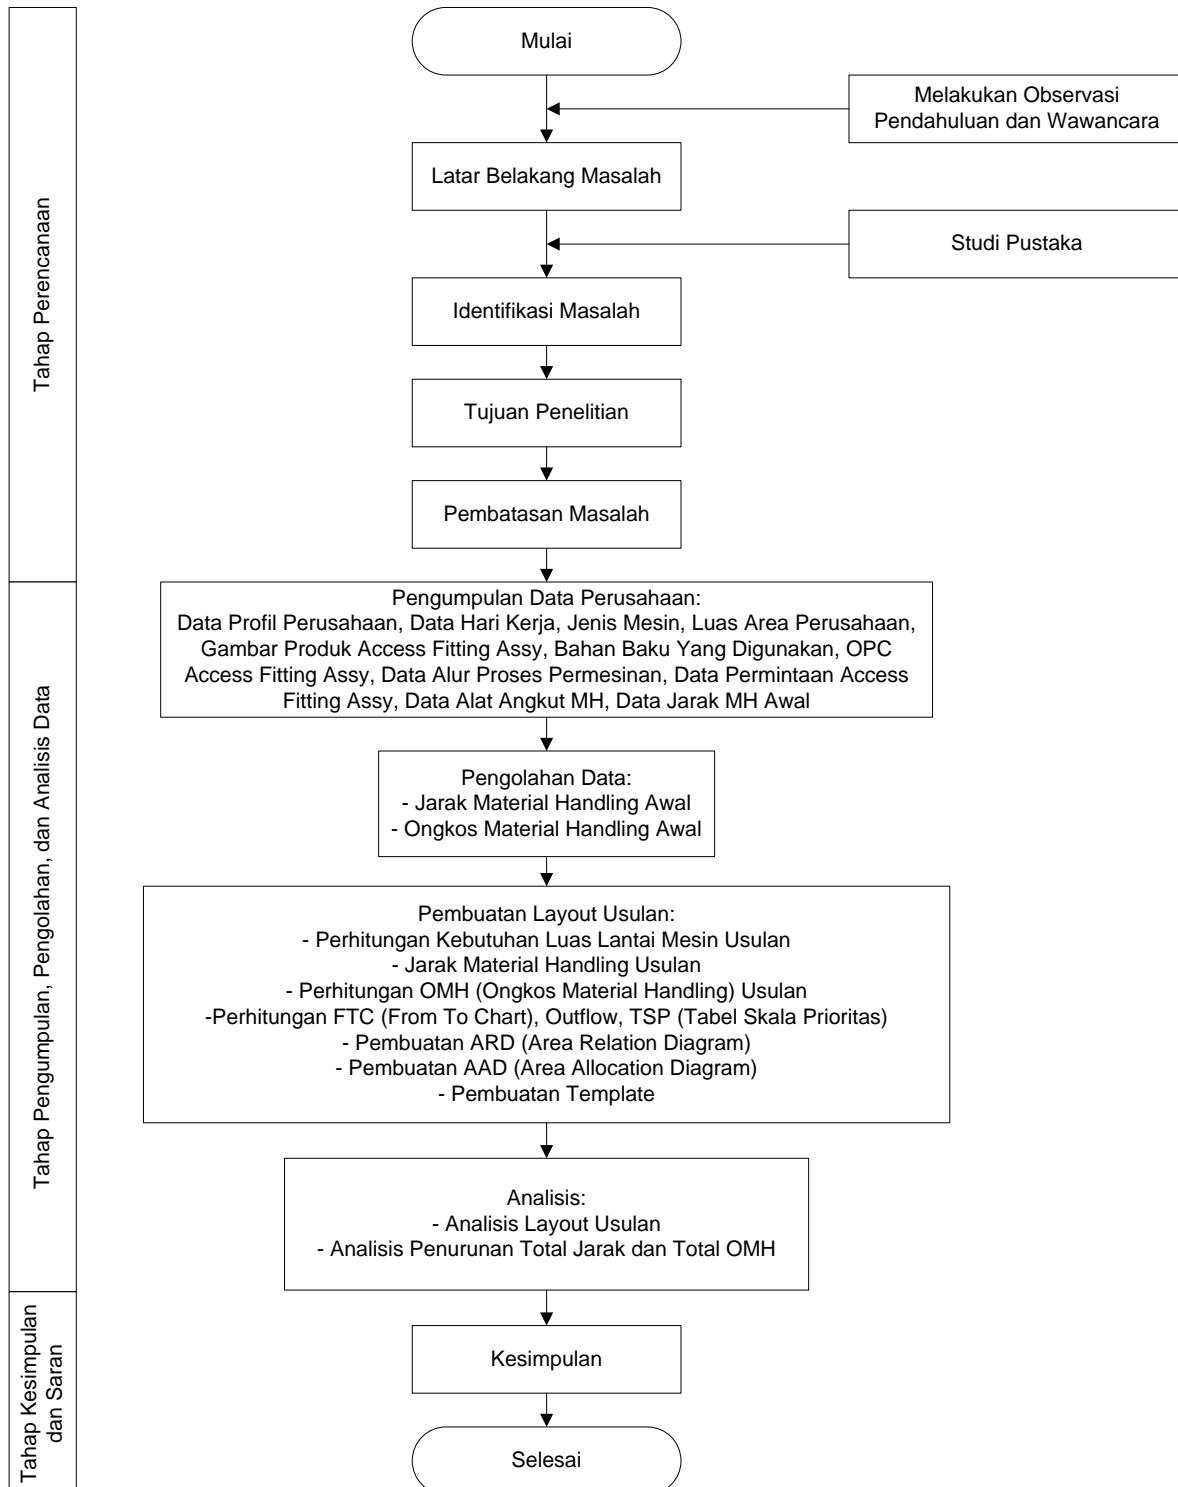 Mulai
Melakukan Observasi
Pendahuluan dan Wawancara
Latar Belakang Masalah
Studi Pustaka
Identifikasi Masalah
Tahap Perencanaan
Tujuan Penelitian
Pembatasan Masalah
Pengumpulan Data Perusahaan:
Data Profil Perusahaan, Data Hari Kerja, Jenis Mesin, Luas Area Perusahaan,
Gambar Produk Access Fitting Assy, Bahan Baku Yang Digunakan, OPC
Access Fitting Assy, Data Alur Proses Permesinan, Data Permintaan Access
Fitting Assy, Data Alat Angkut MH, Data Jarak MH Awal
Pengolahan Data:
- Jarak Material Handling Awal
- Ongkos Material Handling Awal
Tahap Pengumpulan, Pengolahan, dan Analisis Data
Pembuatan Layout Usulan:
- Perhitungan Kebutuhan Luas Lantai Mesin Usulan
- Jarak Material Handling Usulan
- Perhitungan OMH (Ongkos Material Handling) Usulan
-Perhitungan FTC (From To Chart), Outflow, TSP (Tabel Skala Prioritas)
- Pembuatan ARD (Area Relation Diagram)
- Pembuatan AAD (Area Allocation Diagram)
- Pembuatan Template
Analisis:
- Analisis Layout Usulan
- Analisis Penurunan Total Jarak dan Total OMH
Tahap Kesimpulan
dan Saran
Kesimpulan
Selesai